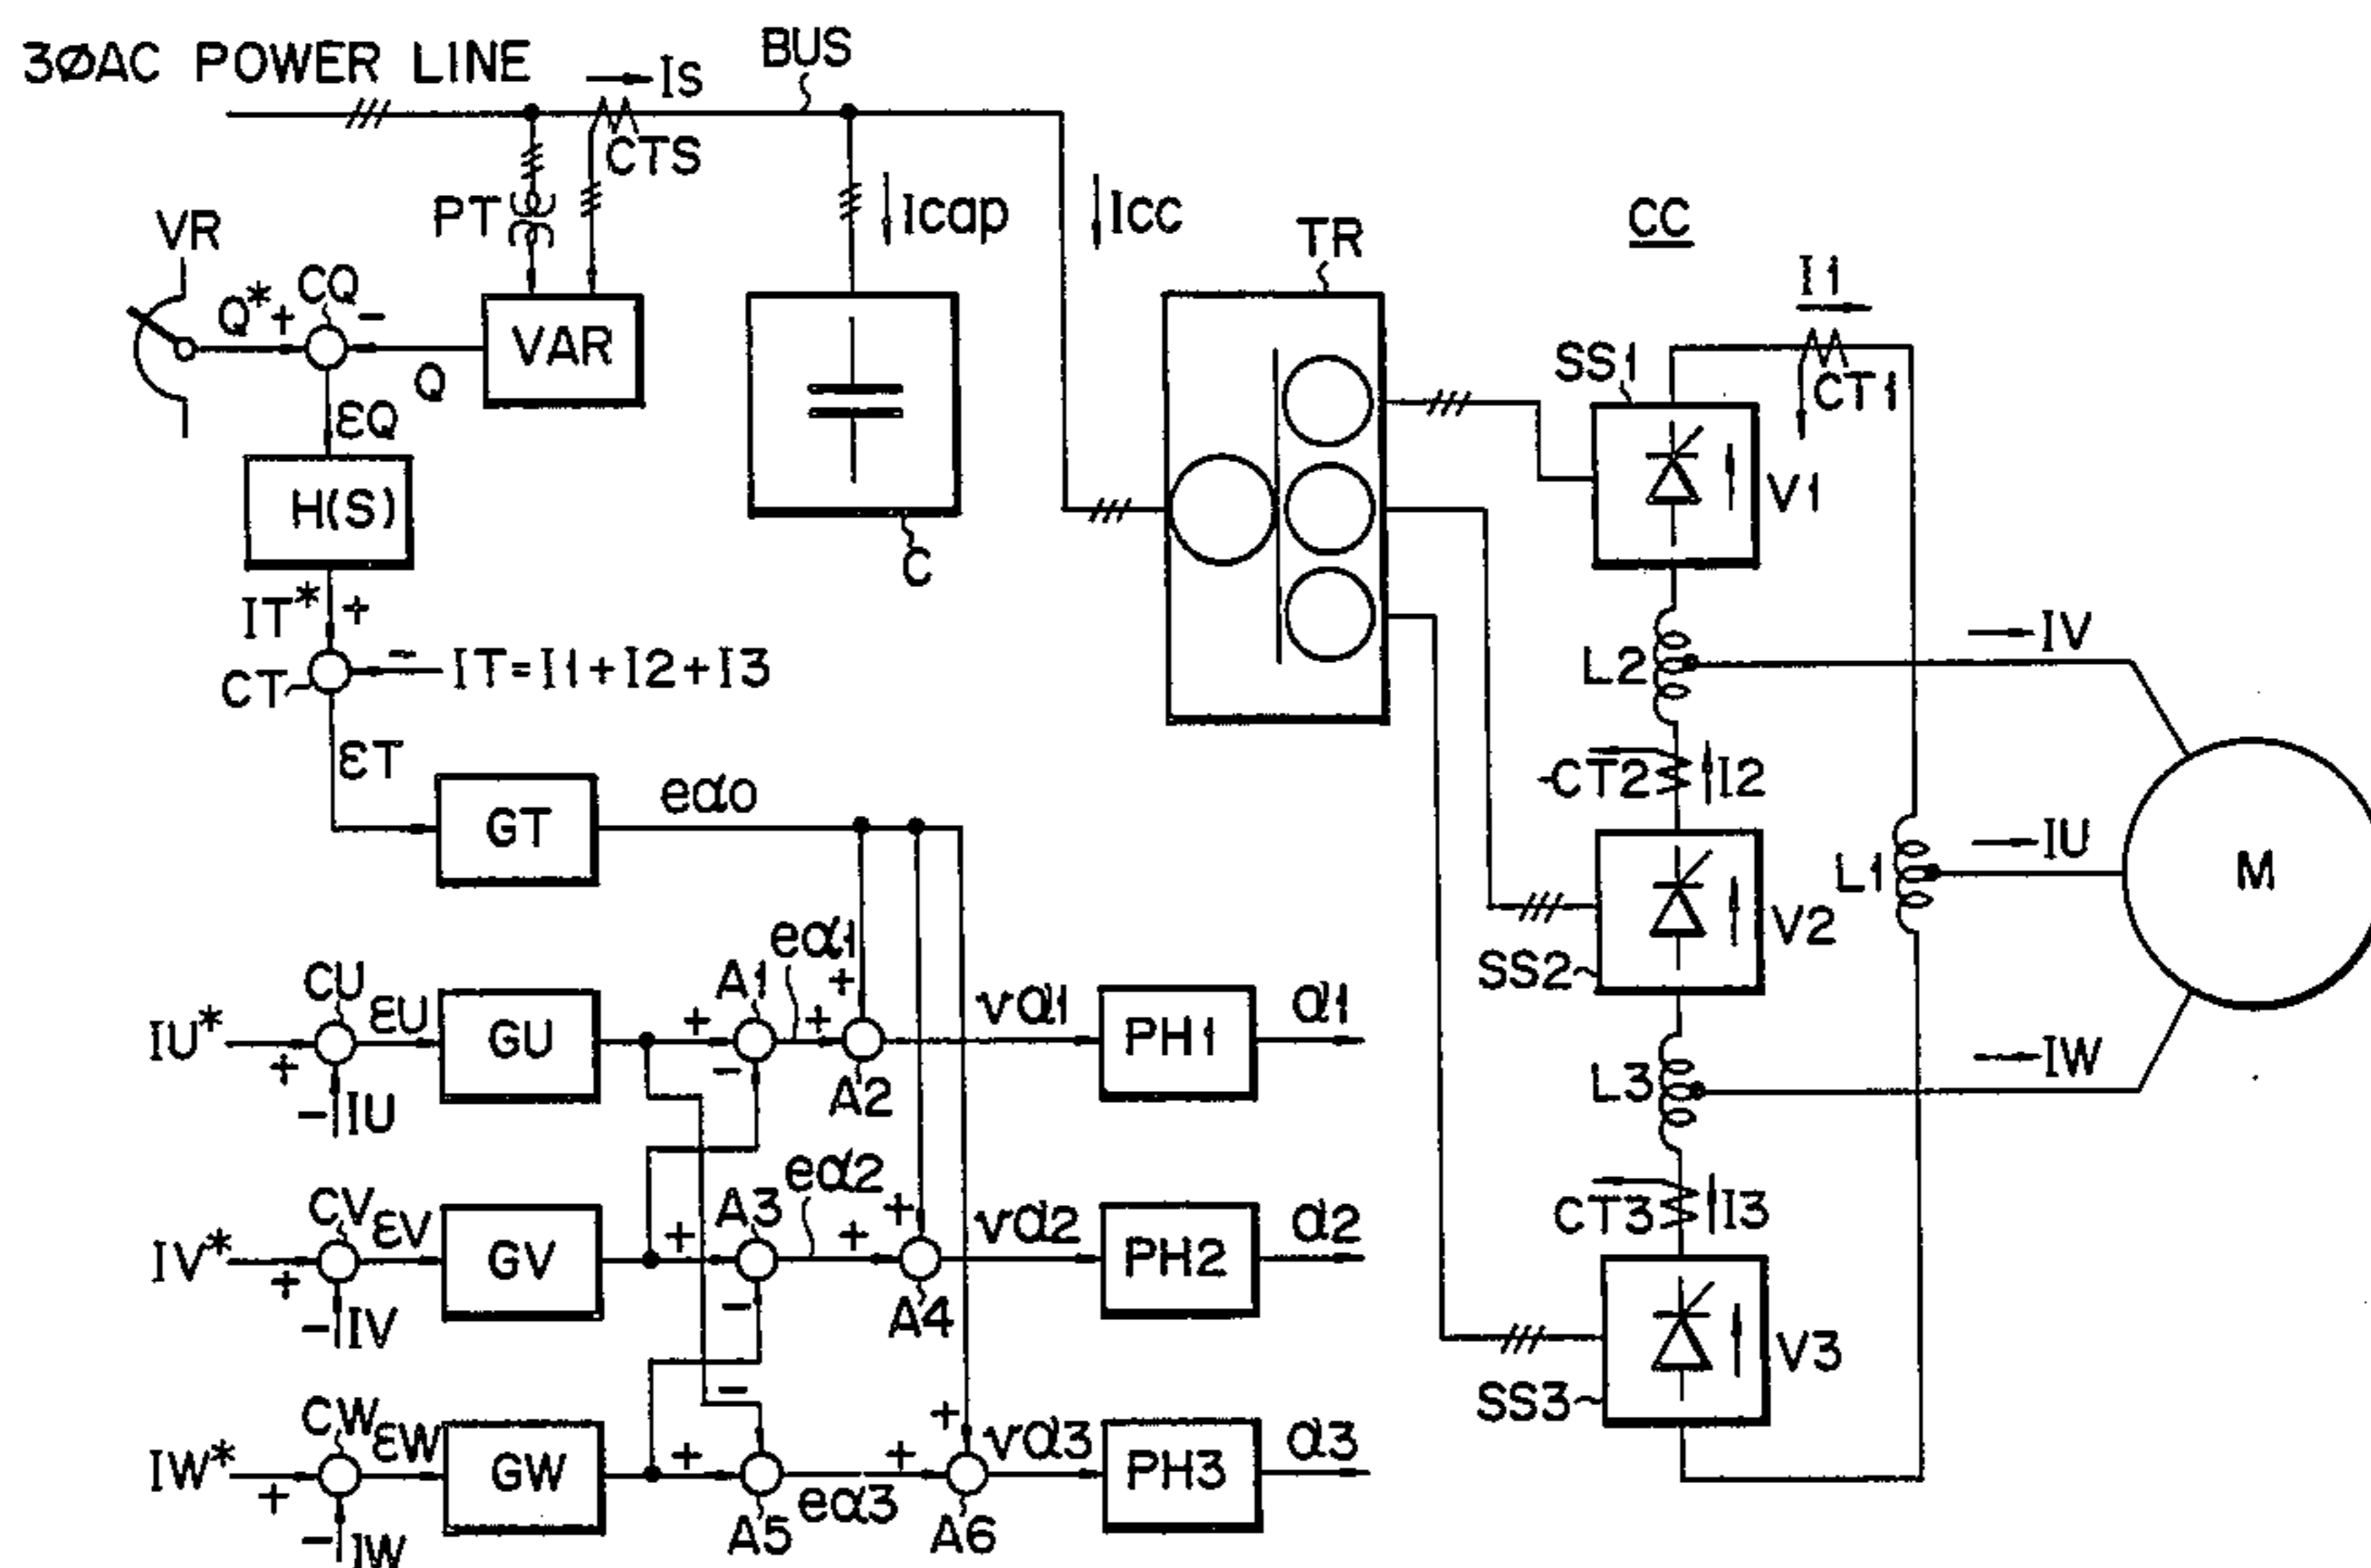 3∅AC POWER LINE
IS
BUS
CTS
PT
Icap
ICC
CC
TR
VR
Q* +
CQ
-
VAR
Q
εQ
I1
SS1
CT1
V1
H(S)
C
IT* +
-
CT
IT=I1+I2+I3
L2
IV
εT
GT
eα0
CT2
I2
L1
IU
M
V2
SS2
IU*
+
CU
εU
-IU
GU
+
A1
-
eα1
+
+
A2
vα1
PH1
α1
L3
IW
IV*
+
CV
εV
-IV
GV
+
A3
-
eα2
+
+
A4
vα2
PH2
α2
CT3
I3
V3
SS3
IW*
+
CW
εW
-IW
GW
+
-
A5
eα3
+
+
A6
vα3
PH3
α3